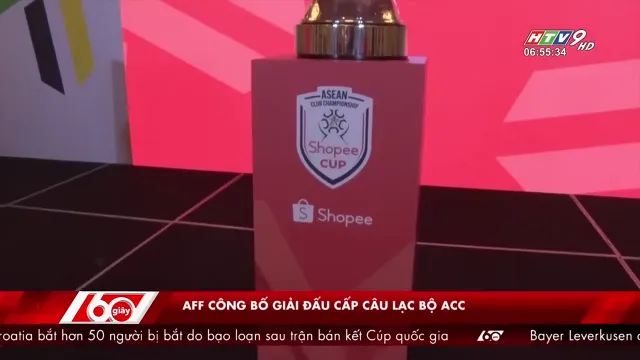 HTV9 HD
06:55:34
ASEAN
CLUB CHAMPIONSHIP
Shopee
CUP
S Shopee
60 giây
AFF CÔNG BỐ GIẢI ĐẤU CẤP CÂU LẠC BỘ ACC
roatia bắt hơn 50 người bị bắt do bạo loạn sau trận bán kết Cúp quốc gia
60
Bayer Leverkusen